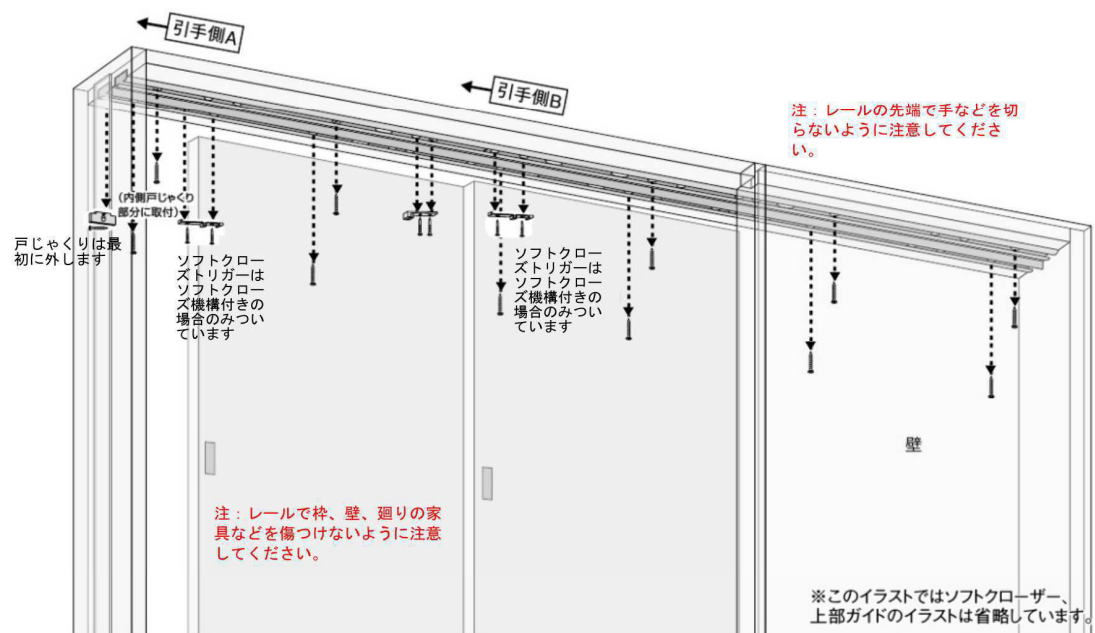 引手側A
引手側B
注：レールの先端で手などを切
らないように注意してくださ
い。
（内側戸じゃくり
部分に取付）
戸じゃくりは最
初に外します
ソフトクロー
ズトリガーは
ソフトクロー
ズ機構付きの
場合のみつい
ています
ソフトクロー
ズトリガーは
ソフトクロー
ズ機構付きの
場合のみつい
ています
壁
注：レールで枠、壁、廻りの家
具などを傷つけないように注意
してください。
※このイラストではソフトクローザー、
上部ガイドのイラストは省略しています。